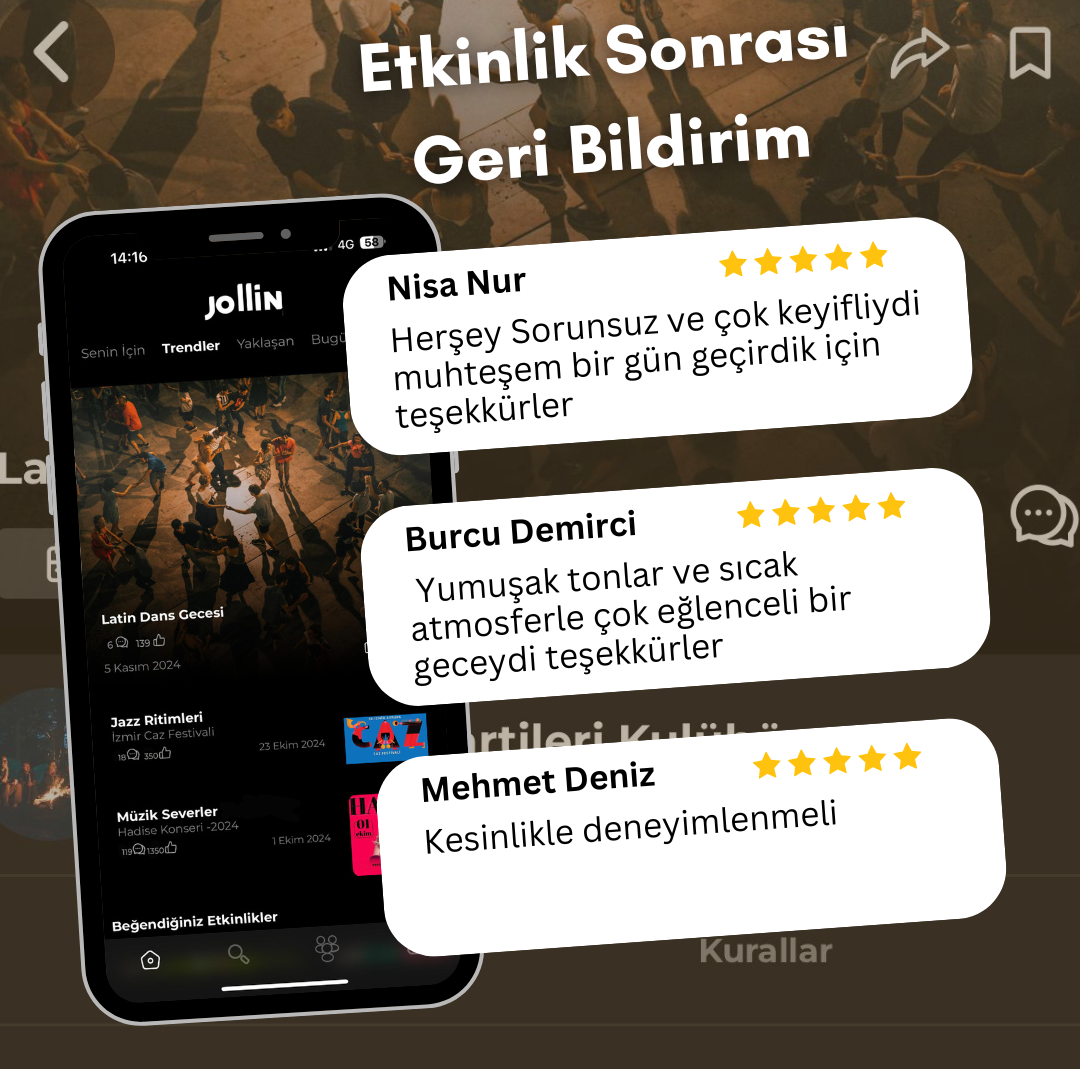 Etkinlik Sonrası
Geri Bildirim
14:16
4G 58
Jollin
Senin İçin Trendler Yaklaşan
Nisa Nur
Herşey Sorunsuz ve çok keyifliydi
muhteşem bir gün geçirdik için
teşekkürler
Burcu Demirci
Yumuşak tonlar ve sıcak
atmosferle çok eğlenceli bir
geceydi teşekkürler
Mehmet Deniz
Kesinlikle deneyimlenmeli
Latin Dans Gecesi
6 139
5 Kasım 2024
Jazz Ritimleri
İzmir Caz Festivali
18 350
23 Ekim 2024
CAZ
Müzik Severler
Hadise Konseri -2024
119 1350
1 Ekim 2024
Beğendiğiniz Etkinlikler
Kurallar